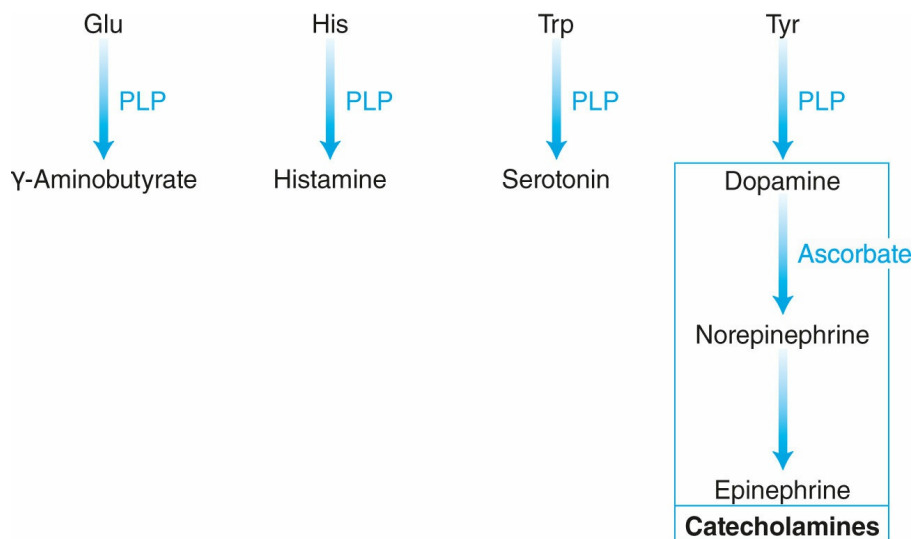 Glu His Trp Tyr
PLP PLP PLP PLP
γ-Aminobutyrate Histamine Serotonin Dopamine
Ascorbate
Norepinephrine
Epinephrine
Catecholamines